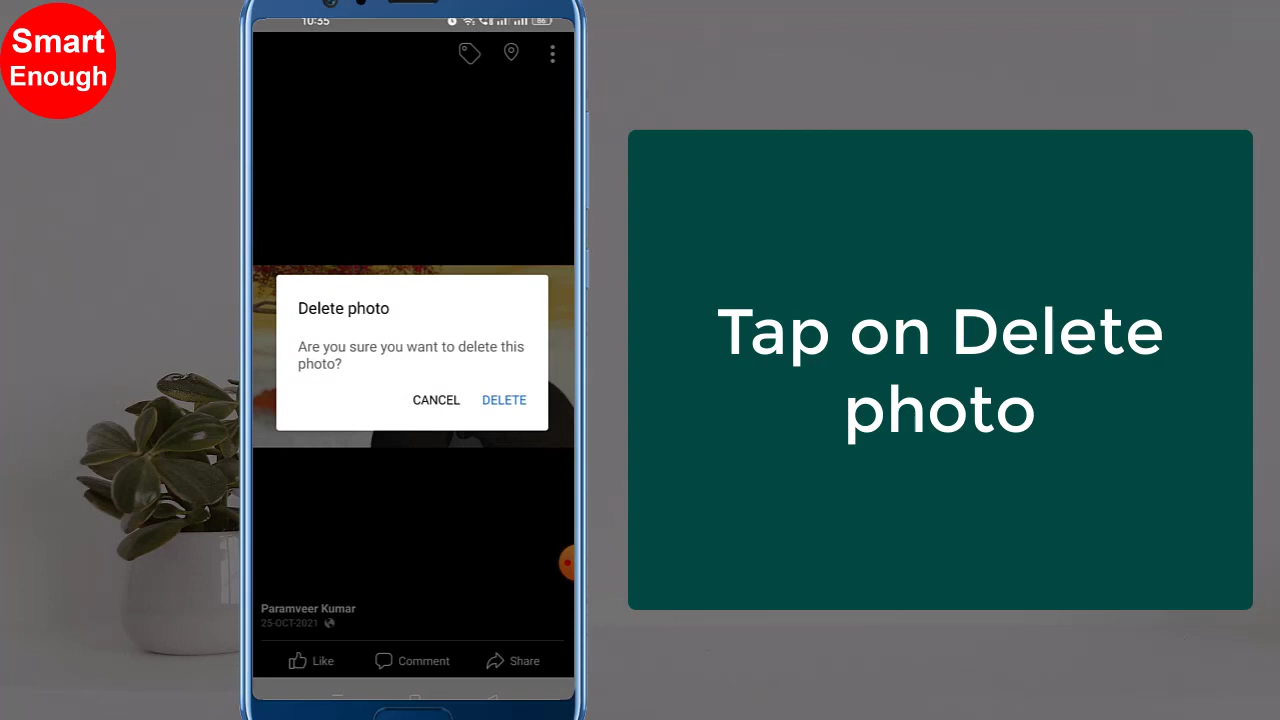 Smart
Enough
10:35
86
Delete photo
Are you sure you want to delete this
photo?
CANCEL DELETE
Paramveer Kumar
25-OCT-2021
Like Comment Share
Tap on Delete
photo